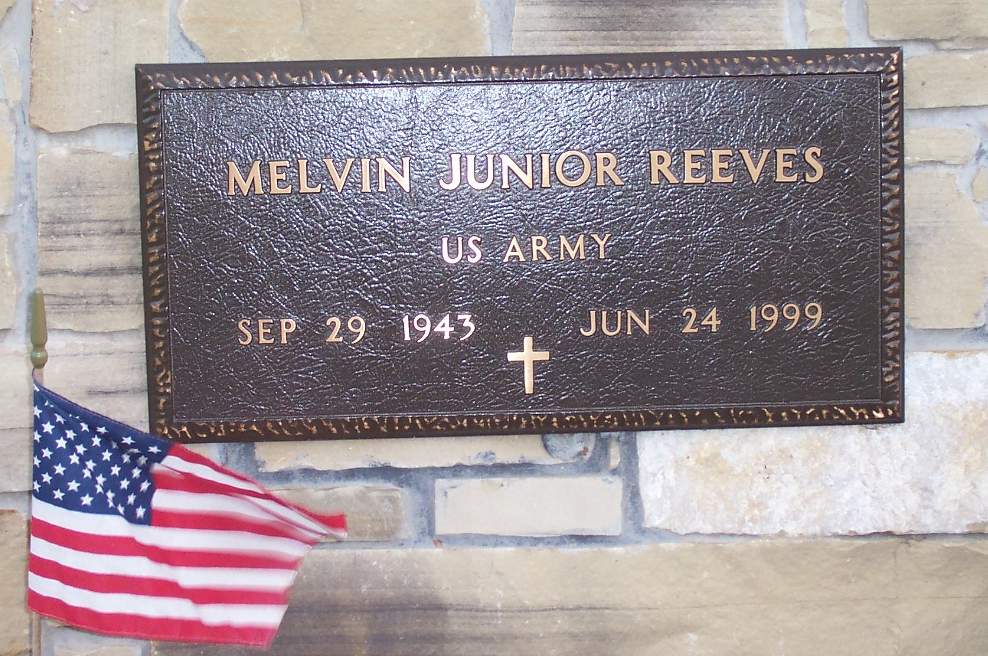 MELVIN JUNIOR REEVES
US ARMY
SEP 29 1943 JUN 24 1999